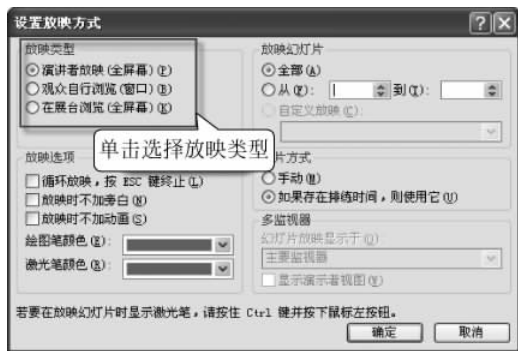 设置放映方式
放映类型
演讲者放映(全屏幕)(P)
观众自行浏览(窗口)(B)
在展台浏览(全屏幕)(K)
单击选择放映类型
放映选项
循环放映，按 ESC 键终止(L)
放映时不加旁白(N)
放映时不加动画(S)
绘图笔颜色(E):
激光笔颜色(R):
放映幻灯片
全部(A)
从(F): 到(T):
自定义放映(C):
片方式
手动(M)
如果存在排练时间，则使用它(U)
多监视器
幻灯片放映显示于(O)
主要监视器
显示演示者视图(V)
若要在放映幻灯片时显示激光笔，请按住 Ctrl 键并按下鼠标左按钮。
确定 取消